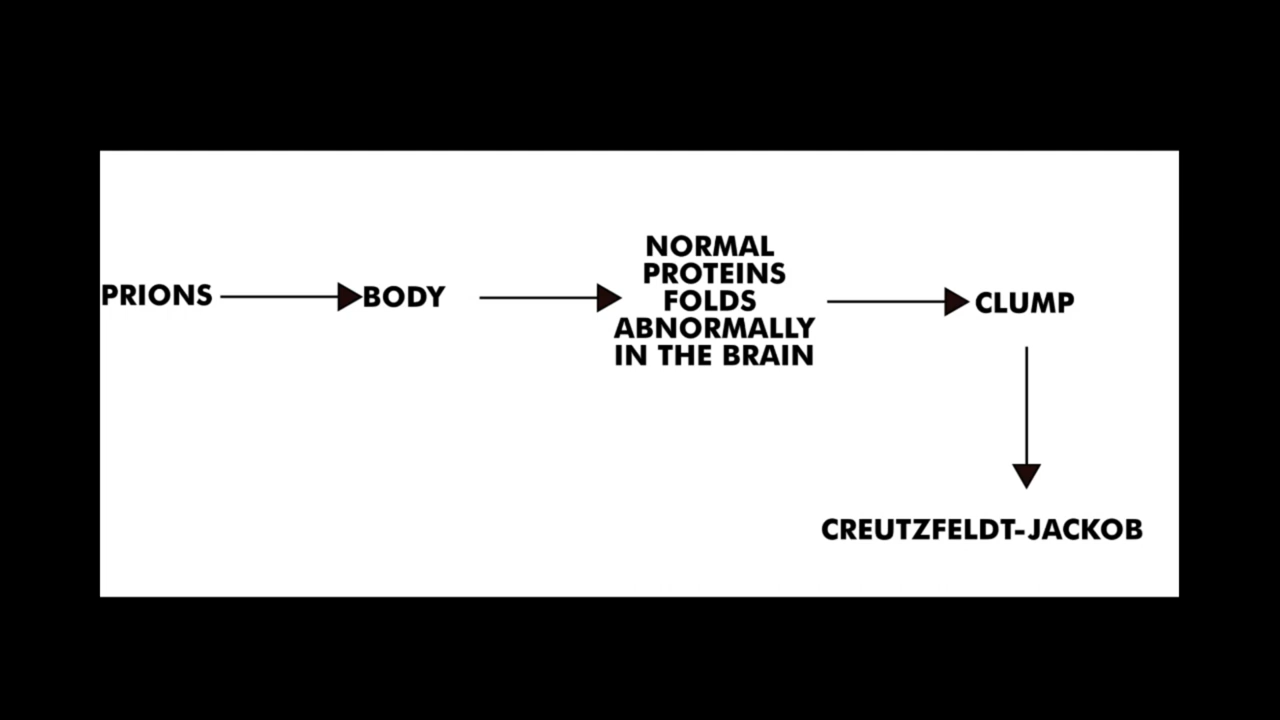 PRIONS
BODY
NORMAL
PROTEINS
FOLDS
ABNORMALLY
IN THE BRAIN
CLUMP
CREUTZFELDT-JACKOB